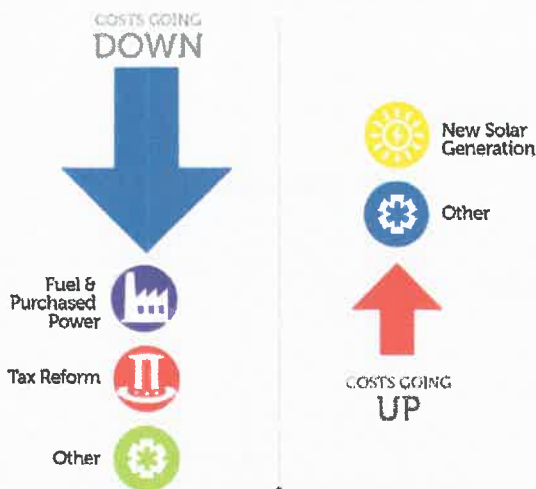 COSTS GOING
DOWN
Fuel &
Purchased
Power
Tax Reform
Other
New Solar
Generation
Other
COSTS GOING
UP